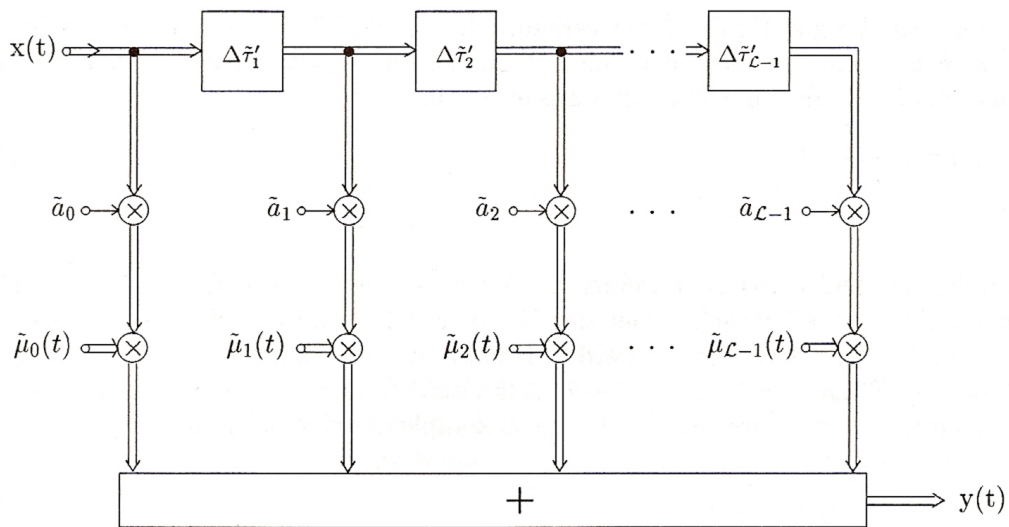 x(t) Δτ̃′₁ Δτ̃′₂ · · · Δτ̃′_{ℒ−1}
ã₀ ã₁ ã₂ · · · ã_{ℒ−1}
μ̃₀(t) μ̃₁(t) μ̃₂(t) · · · μ̃_{ℒ−1}(t)
+ y(t)